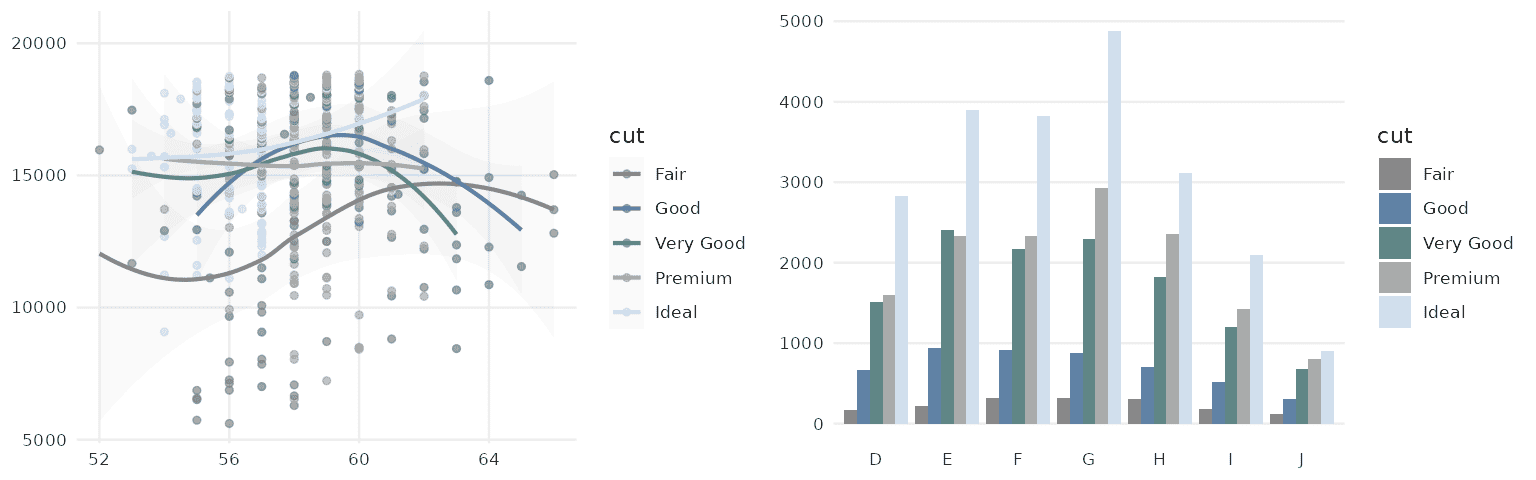 20000
15000
10000
5000
52 56 60 64
cut
Fair
Good
Very Good
Premium
Ideal
5000
4000
3000
2000
1000
0
D E F G H I J
cut
Fair
Good
Very Good
Premium
Ideal